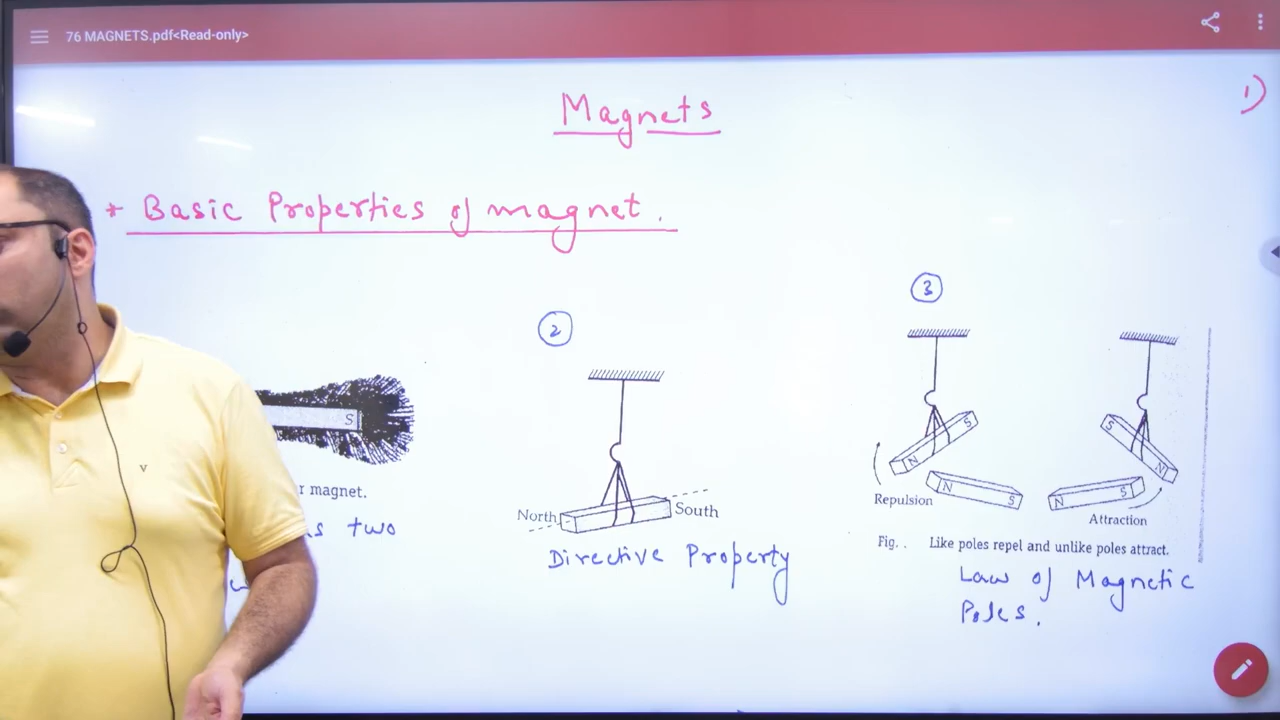 76 MAGNETS.pdf<Read-only>
1)
Magnets
* Basic Properties of magnet.
2
3
S
magnet.
two
North
South
Directive Property
S
N
N
S
Repulsion
S
N
N
S
Attraction
Fig. . Like poles repel and unlike poles attract.
Law of Magnetic
Poles.